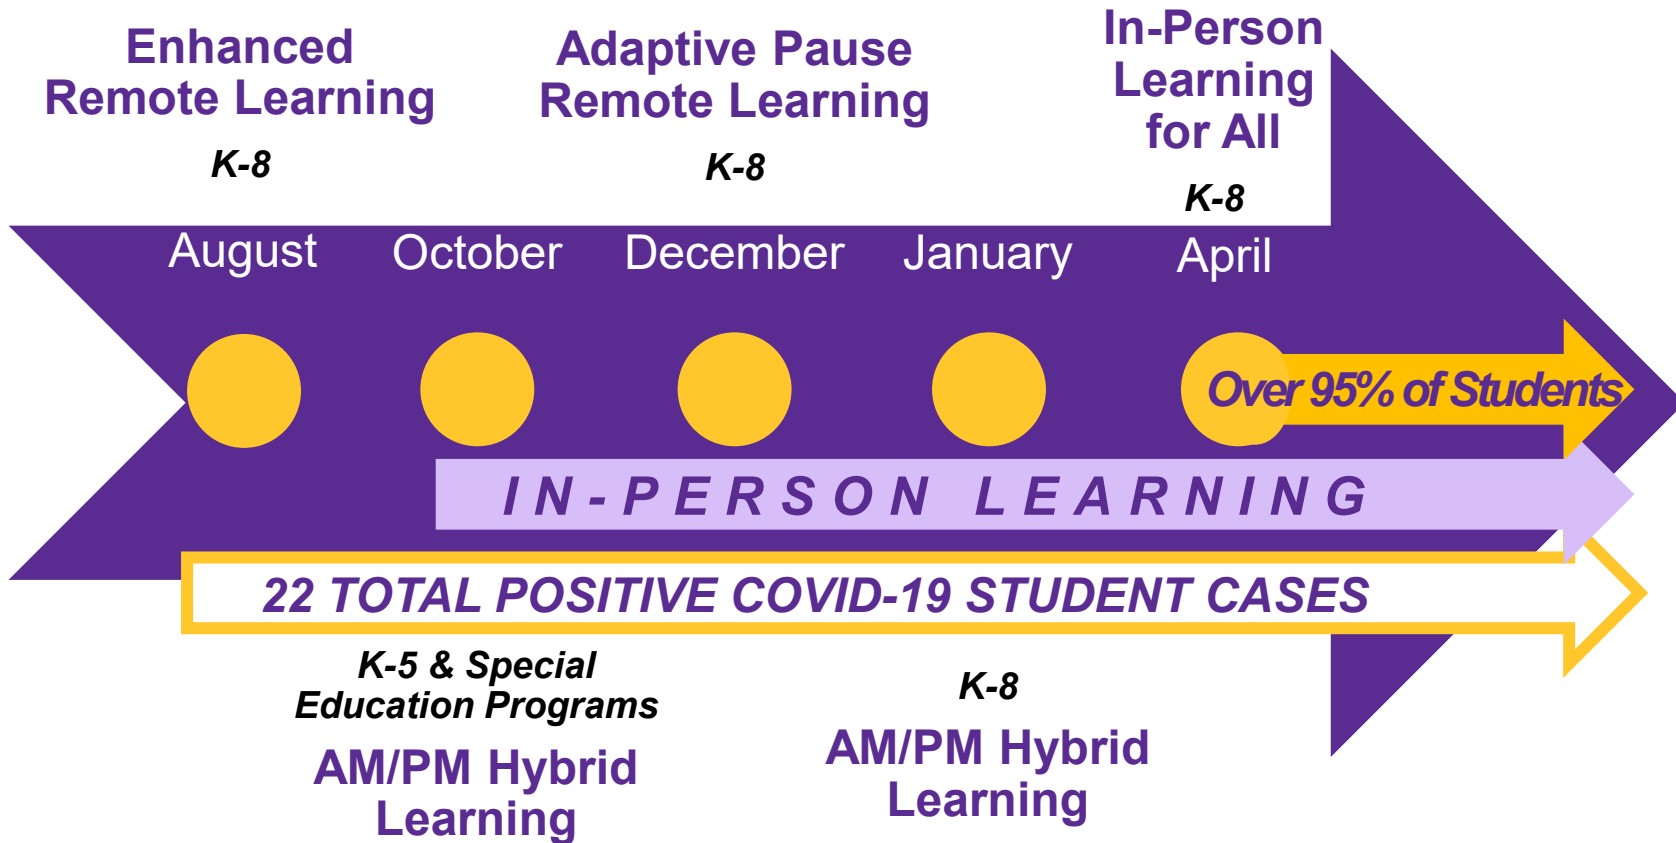 Enhanced
Remote Learning
K-8
Adaptive Pause
Remote Learning
K-8
In-Person
Learning
for All
K-8
August
October
December
January
April
Over 95% of Students
IN-PERSON LEARNING
22 TOTAL POSITIVE COVID-19 STUDENT CASES
K-5 & Special
Education Programs
AM/PM Hybrid
Learning
K-8
AM/PM Hybrid
Learning